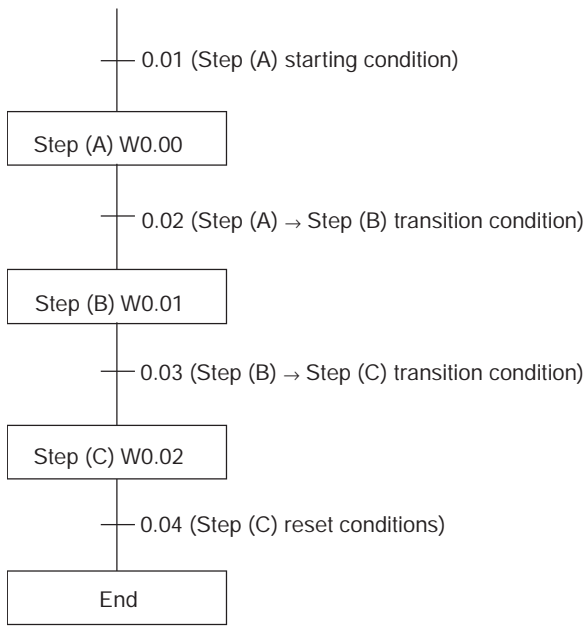 0.01 (Step (A) starting condition)
Step (A) W0.00
0.02 (Step (A) → Step (B) transition condition)
Step (B) W0.01
0.03 (Step (B) → Step (C) transition condition)
Step (C) W0.02
0.04 (Step (C) reset conditions)
End